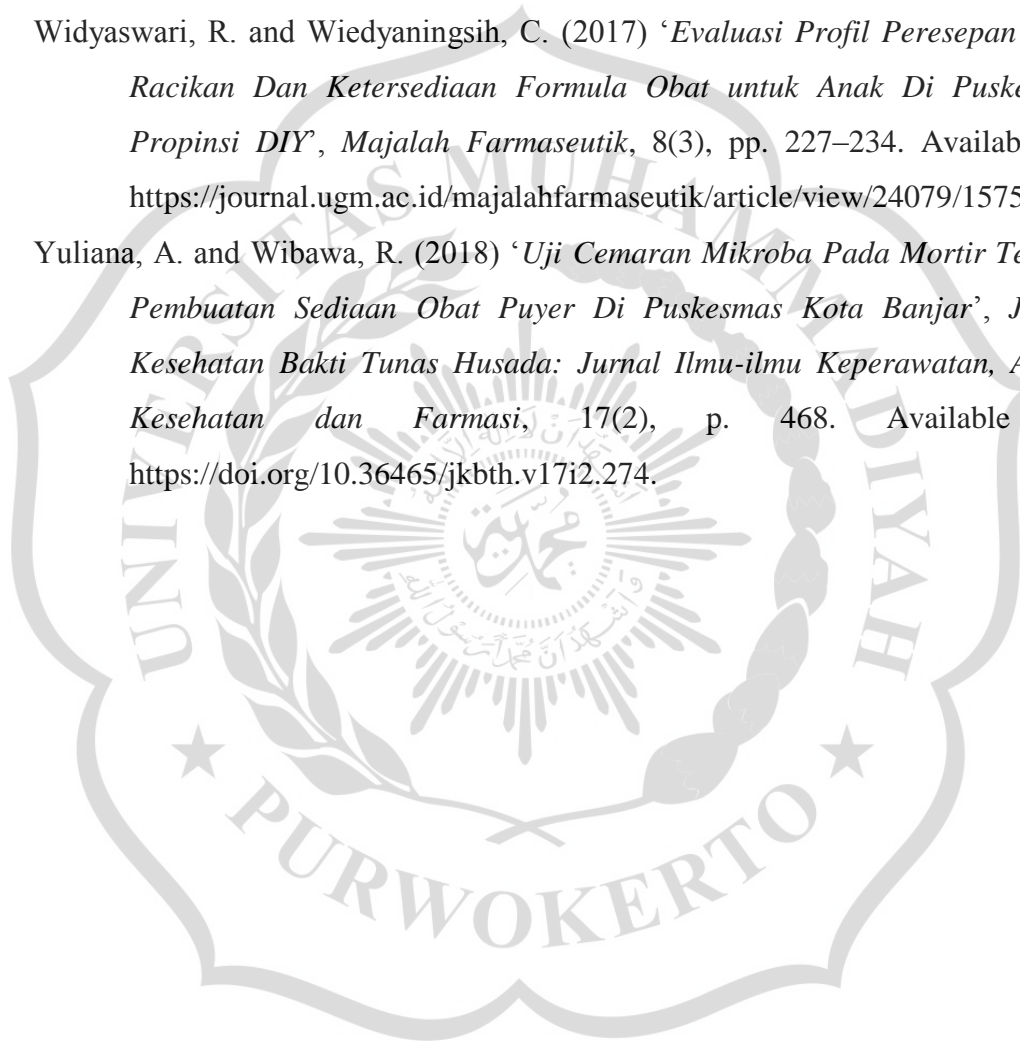 Widyaswari, R. and Wiedyaningsih, C. (2017) ‘Evaluasi Profil Peresepan
Racikan Dan Ketersediaan Formula Obat untuk Anak Di
Propinsi DIY’, Majalah Farmaseutik, 8(3), pp. 227–234.
https://journal.ugm.ac.id/majalahfarmaseutik/article/view/24079/1575
Yuliana, A. and Wibawa, R. (2018) ‘Uji Cemaran Mikroba Pada Mortir
Pembuatan Sediaan Obat Puyer Di Puskesmas Kota Banjar’,
Kesehatan Bakti Tunas Husada: Jurnal Ilmu-ilmu Keperawatan,
Kesehatan dan Farmasi, 17(2), p. 468. Available
https://doi.org/10.36465/jkbth.v17i2.274.
UNIVERSITAS MUHAMMADIYAH
PURWOKERTO